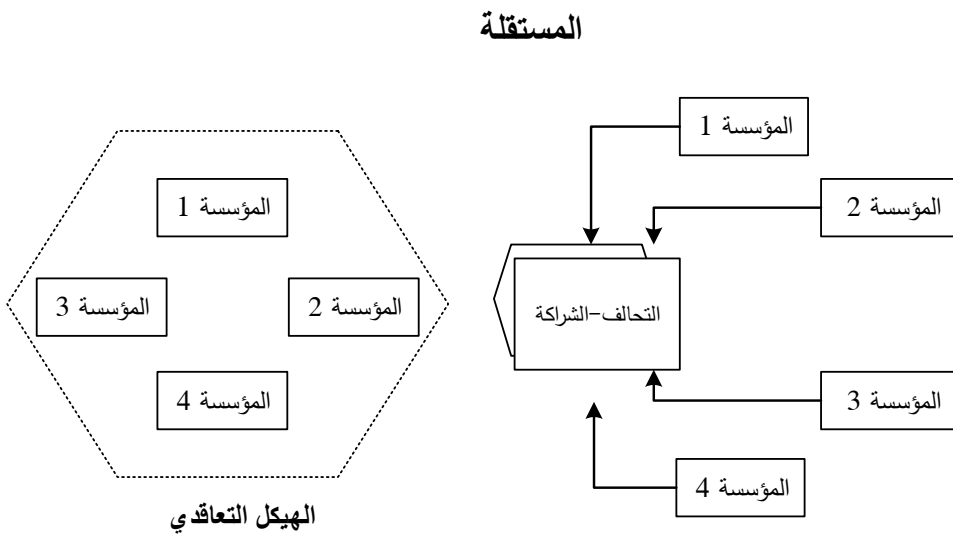 المستقلة
المؤسسة 1
المؤسسة 2
التحالف-الشراكة
المؤسسة 3
المؤسسة 4
المؤسسة 1
المؤسسة 2
المؤسسة 3
المؤسسة 4
الهيكل التعاقدي